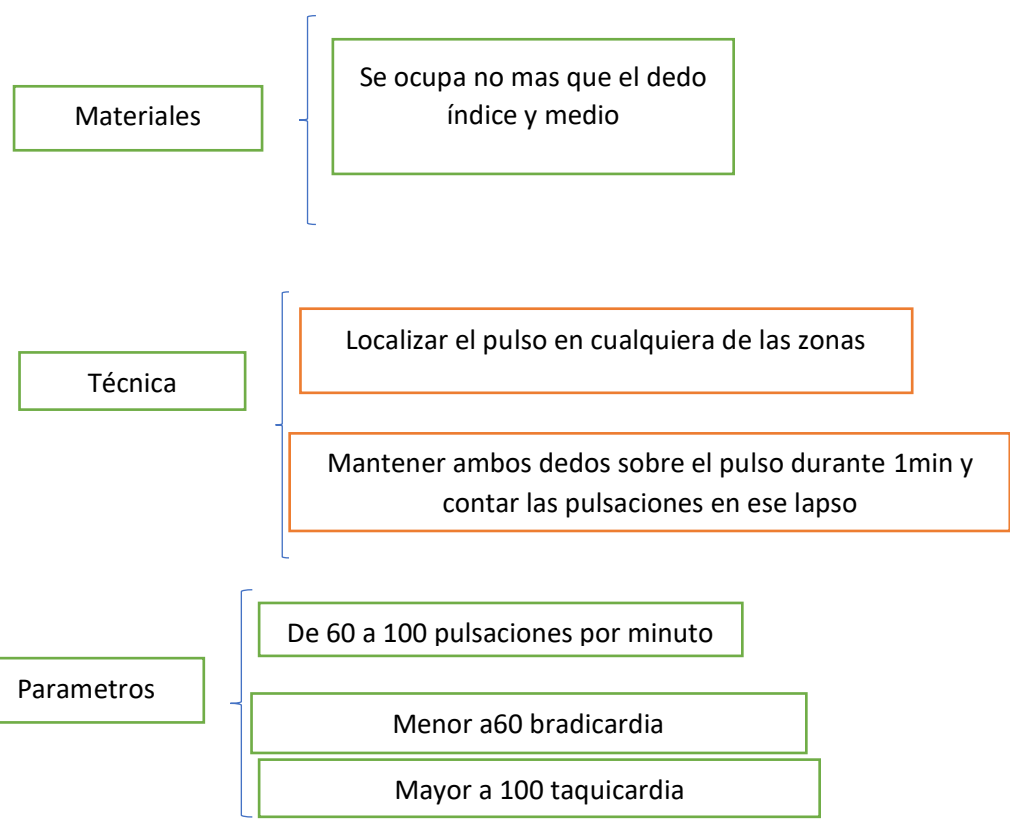 Materiales
Se ocupa no mas que el dedo
índice y medio
Técnica
Localizar el pulso en cualquiera de las zonas
Mantener ambos dedos sobre el pulso durante 1min y
contar las pulsaciones en ese lapso
Parametros
De 60 a 100 pulsaciones por minuto
Menor a60 bradicardia
Mayor a 100 taquicardia